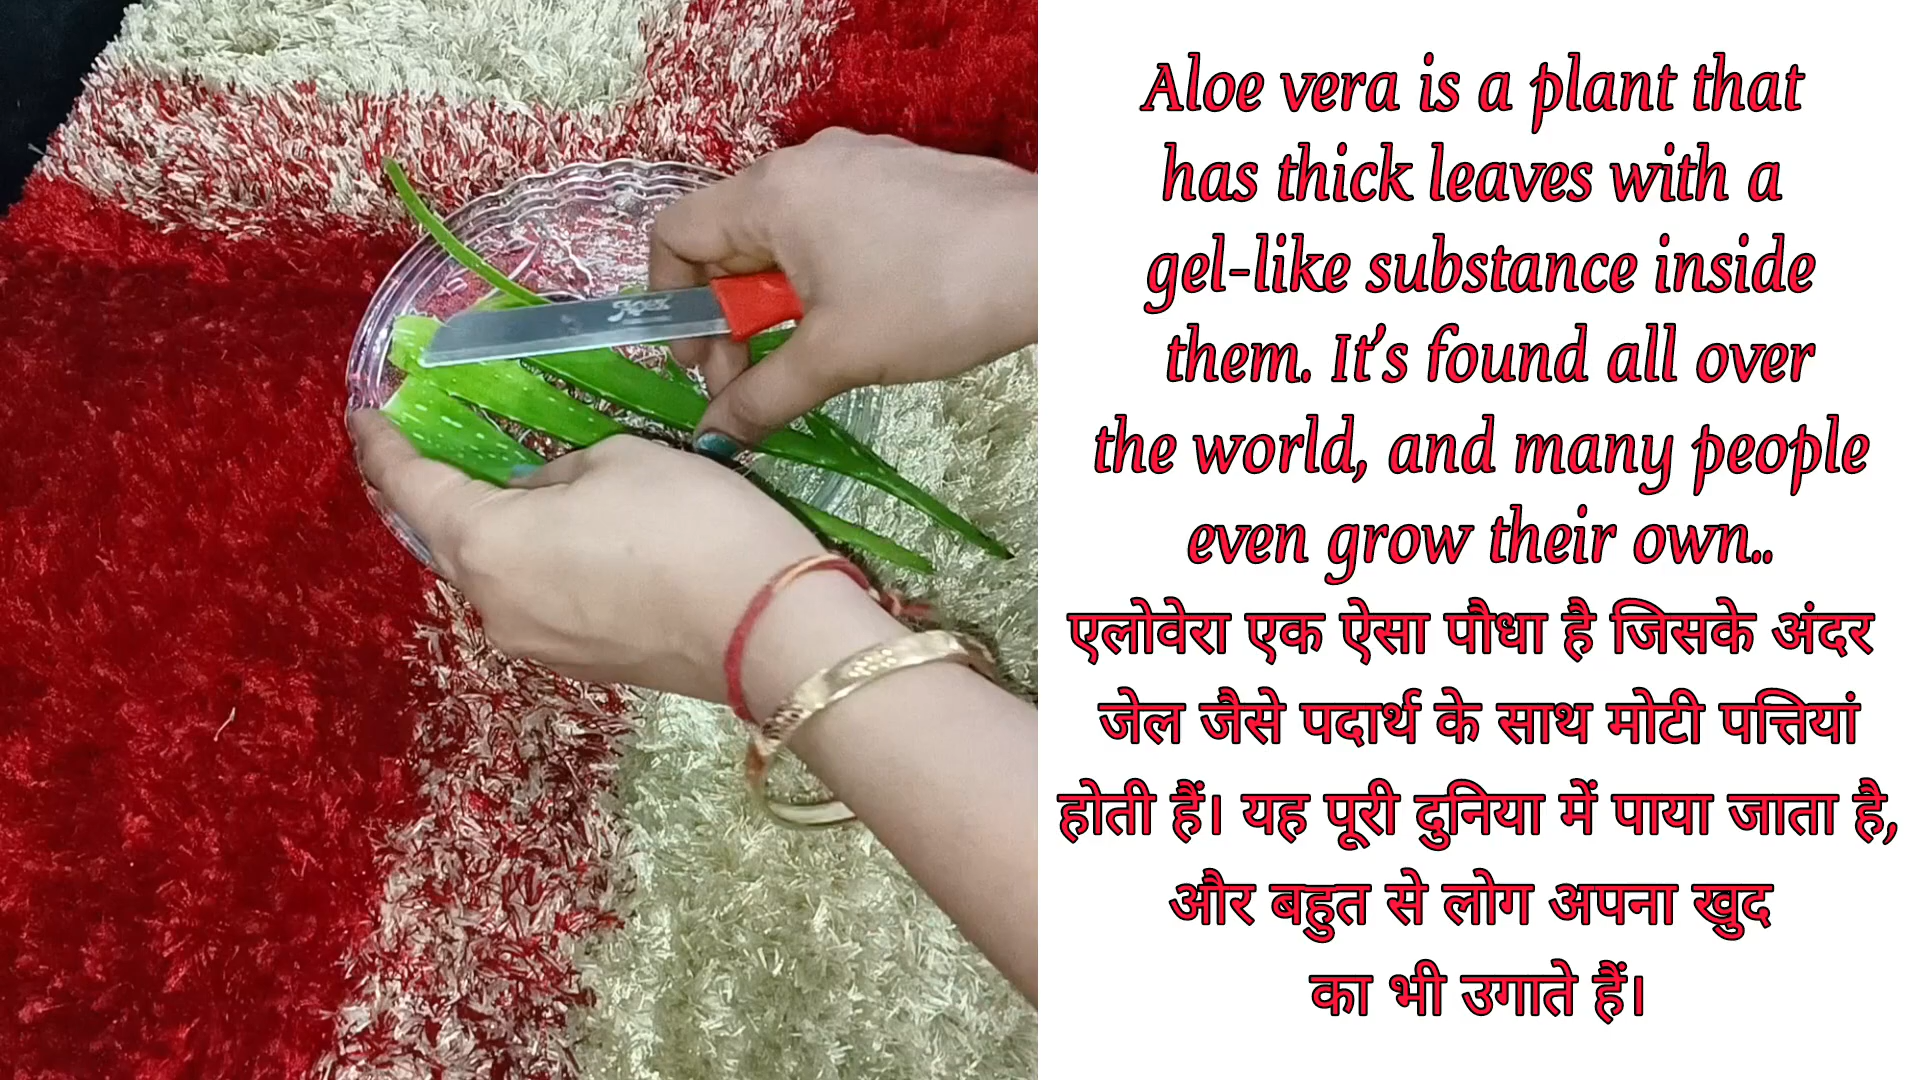 Aloe vera is a plant that
has thick leaves with a
gel-like substance inside
them. It’s found all over
the world, and many people
even grow their own..
एलोवेरा एक ऐसा पौधा है जिसके अंदर
जेल जैसे पदार्थ के साथ मोटी पत्तियां
होती हैं। यह पूरी दुनिया में पाया जाता है,
और बहुत से लोग अपना खुद
का भी उगाते हैं।